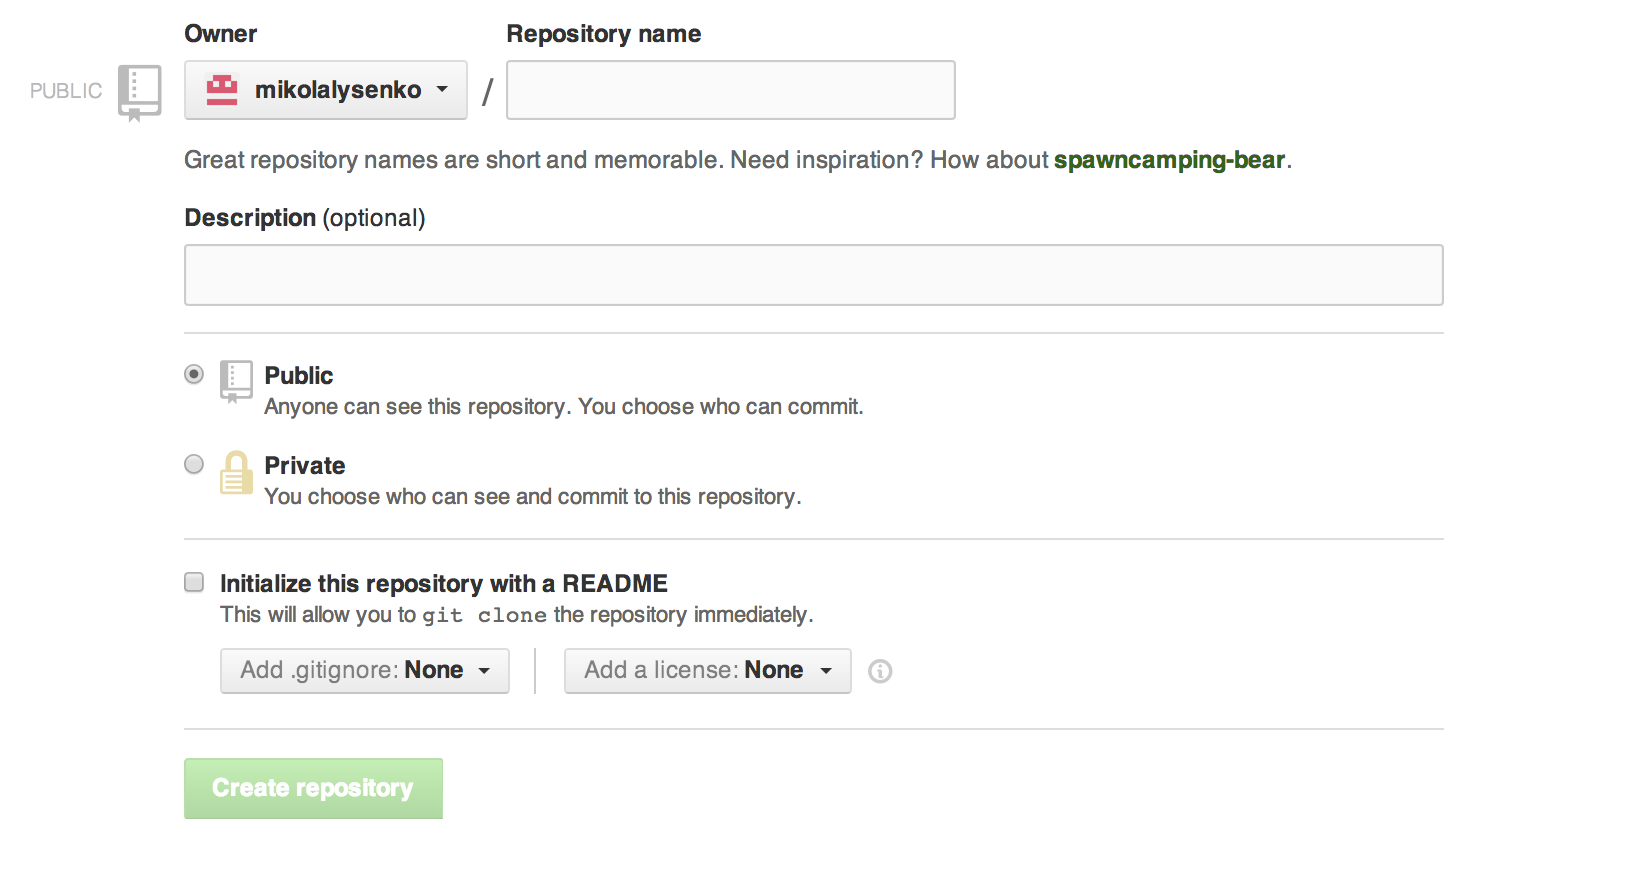 Owner
Repository name
PUBLIC
mikolalysenko
/
Great repository names are short and memorable. Need inspiration? How about spawncamping-bear.
Description (optional)
Public
Anyone can see this repository. You choose who can commit.
Private
You choose who can see and commit to this repository.
Initialize this repository with a README
This will allow you to git clone the repository immediately.
Add .gitignore: None
Add a license: None
Create repository